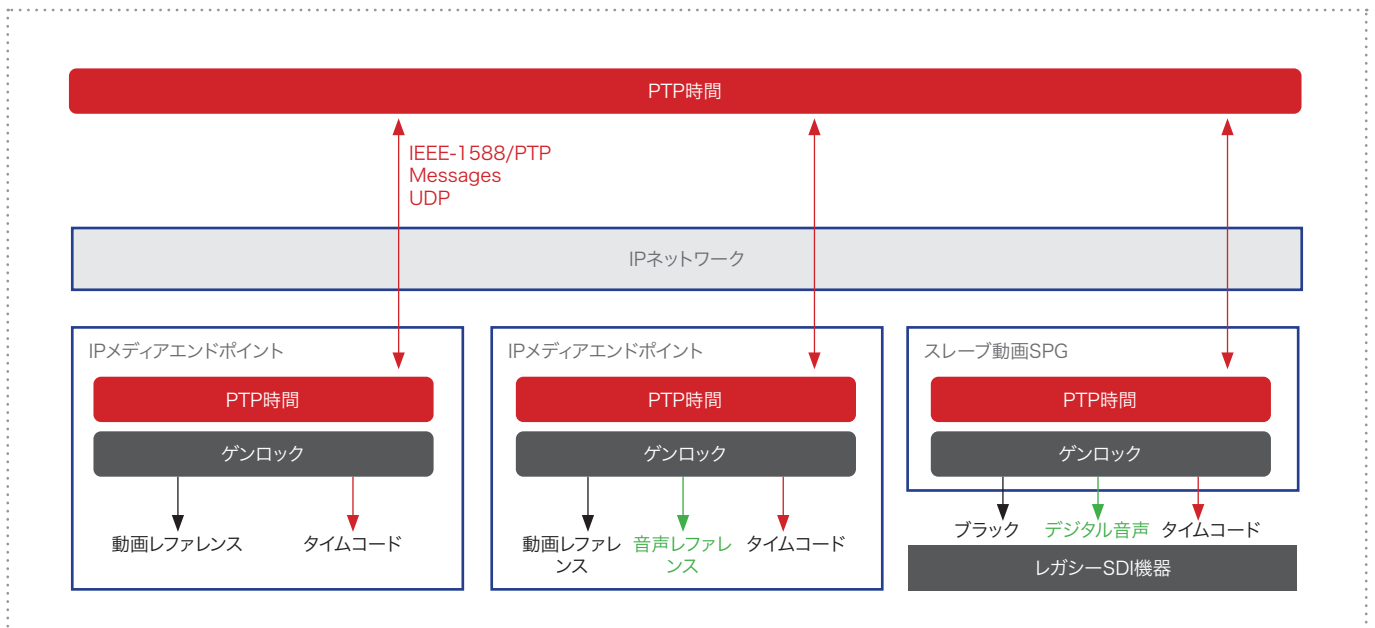 PTP時間
IEEE-1588/PTP
Messages
UDP
IPネットワーク
IPメディアエンドポイント
PTP時間
ゲンロック
動画レファレンス
タイムコード
IPメディアエンドポイント
PTP時間
ゲンロック
動画レファレ
ンス
音声レファレ
ンス
タイムコード
スレーブ動画SPG
PTP時間
ゲンロック
ブラック
デジタル音声
タイムコード
レガシーSDI機器